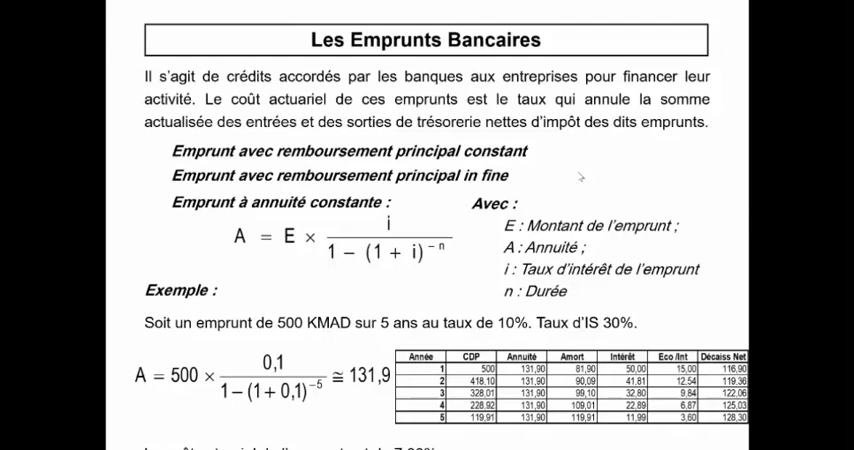 Les Emprunts Bancaires
Il s'agit de crédits accordés par les banques aux entreprises pour financer leur
activité. Le coût actuariel de ces emprunts est le taux qui annule la somme
actualisée des entrées et des sorties de trésorerie nettes d'impôt des dits emprunts.
Emprunt avec remboursement principal constant
Emprunt avec remboursement principal in fine
Emprunt à annuité constante :
A = E × i / 1 − (1 + i)⁻ⁿ
Avec :
E : Montant de l'emprunt ;
A : Annuité ;
i : Taux d'intérêt de l'emprunt
n : Durée
Exemple :
Soit un emprunt de 500 KMAD sur 5 ans au taux de 10%. Taux d'IS 30%.
A = 500 × 0,1 / 1 − (1 + 0,1)⁻⁵ ≅ 131,9
Année CDP Annuité Amort Intérêt Eco /Int Décaiss Net
1 500 131,90 81,90 50,00 15,00 116,90
2 418,10 131,90 90,09 41,81 12,54 119,36
3 328,01 131,90 99,10 32,80 9,84 122,06
4 228,92 131,90 109,01 22,89 6,87 125,03
5 119,91 131,90 119,91 11,99 3,60 128,30